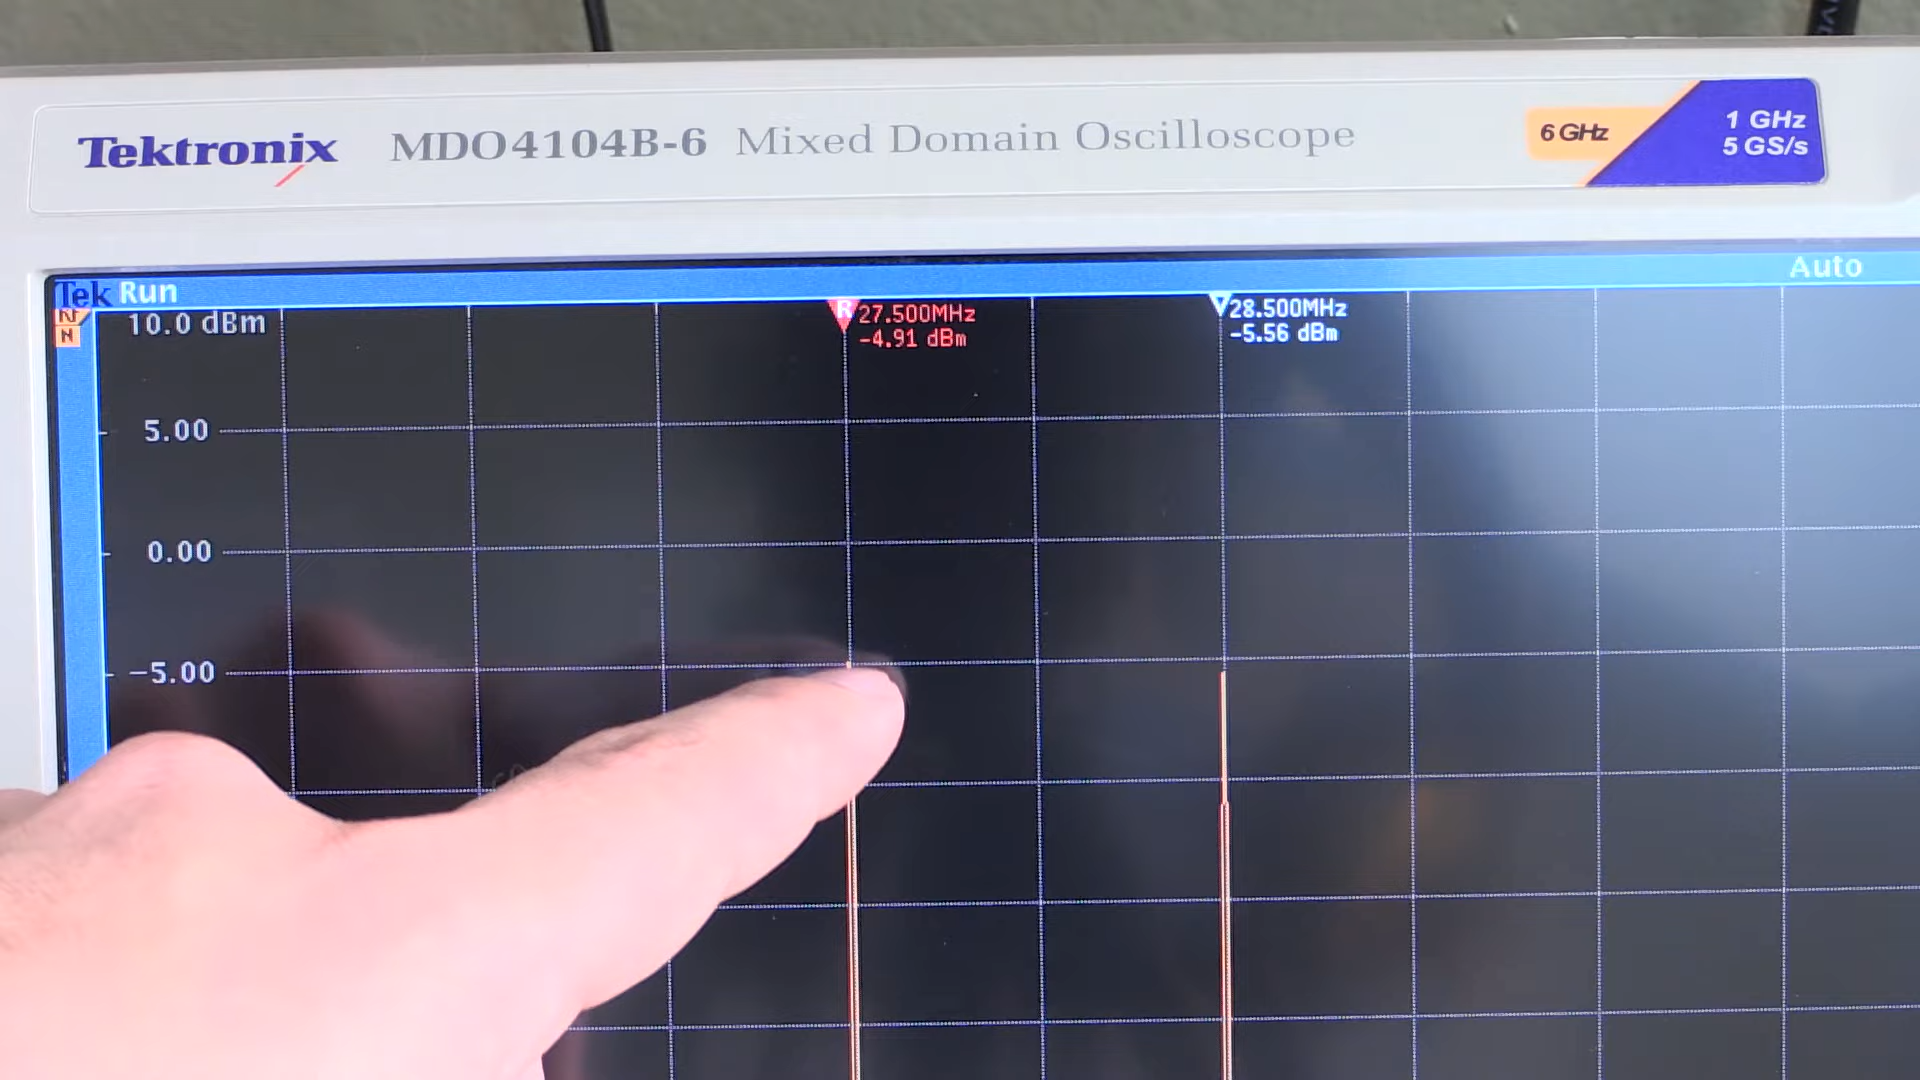 Tektronix MDO4104B-6 Mixed Domain Oscilloscope
6 GHz
1 GHz
5 GS/s
Tek Run
Auto
10.0 dBm
R 27.500MHz
-4.91 dBm
28.500MHz
-5.56 dBm
N
5.00
0.00
-5.00